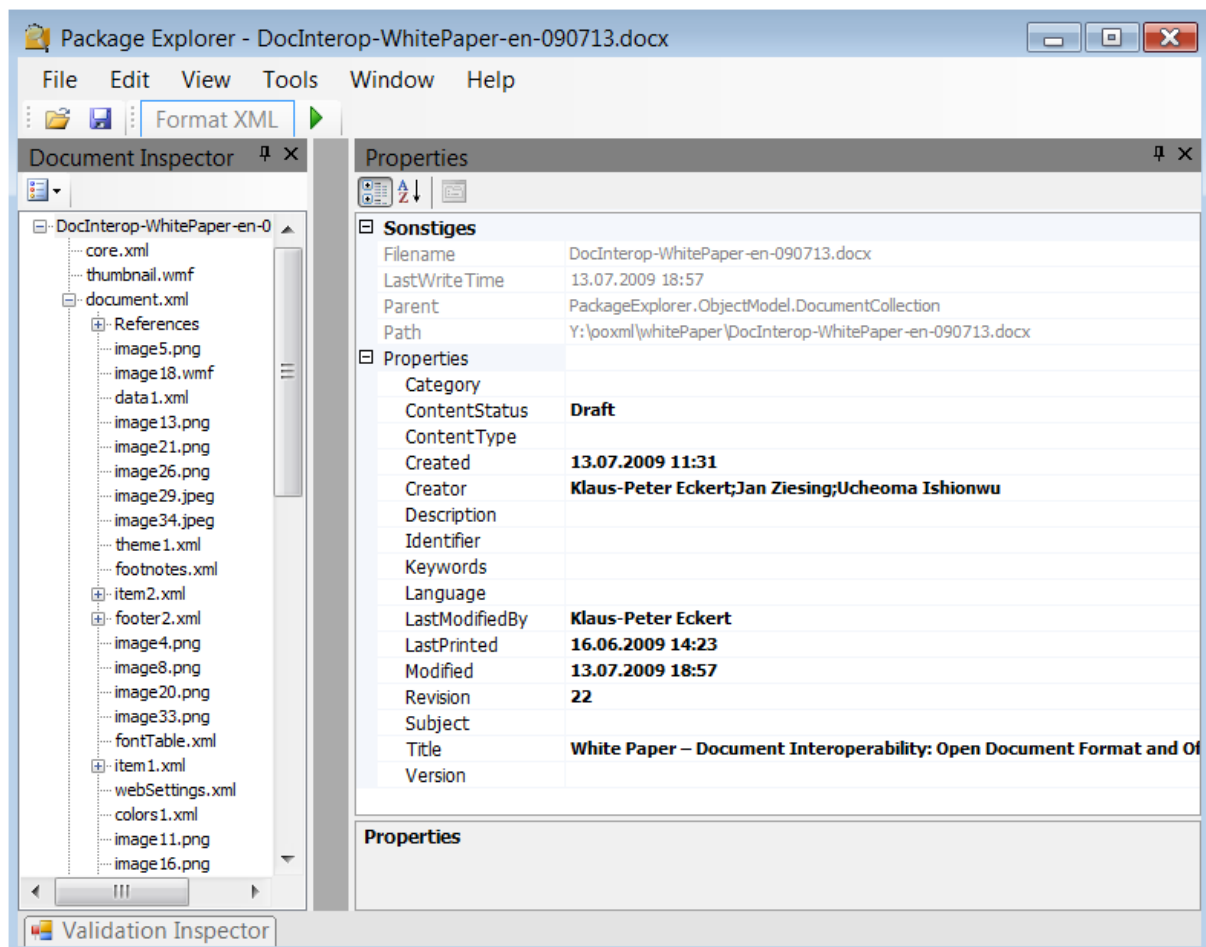 Package Explorer - DocInterop-WhitePaper-en-090713.docx
File Edit View Tools Window Help
Format XML
Document Inspector
DocInterop-WhitePaper-en-0
core.xml
thumbnail.wmf
document.xml
References
image5.png
image18.wmf
data1.xml
image13.png
image21.png
image26.png
image29.jpeg
image34.jpeg
theme1.xml
footnotes.xml
item2.xml
footer2.xml
image4.png
image8.png
image20.png
image33.png
fontTable.xml
item1.xml
webSettings.xml
colors1.xml
image11.png
image16.png
Properties
Sonstiges
Filename DocInterop-WhitePaper-en-090713.docx
LastWriteTime 13.07.2009 18:57
Parent PackageExplorer.ObjectModel.DocumentCollection
Path Y:\ooxml\whitePaper\DocInterop-WhitePaper-en-090713.docx
Properties
Category
ContentStatus Draft
ContentType
Created 13.07.2009 11:31
Creator Klaus-Peter Eckert;Jan Ziesing;Ucheoma Ishionwu
Description
Identifier
Keywords
Language
LastModifiedBy Klaus-Peter Eckert
LastPrinted 16.06.2009 14:23
Modified 13.07.2009 18:57
Revision 22
Subject
Title White Paper – Document Interoperability: Open Document Format and Of
Version
Properties
Validation Inspector